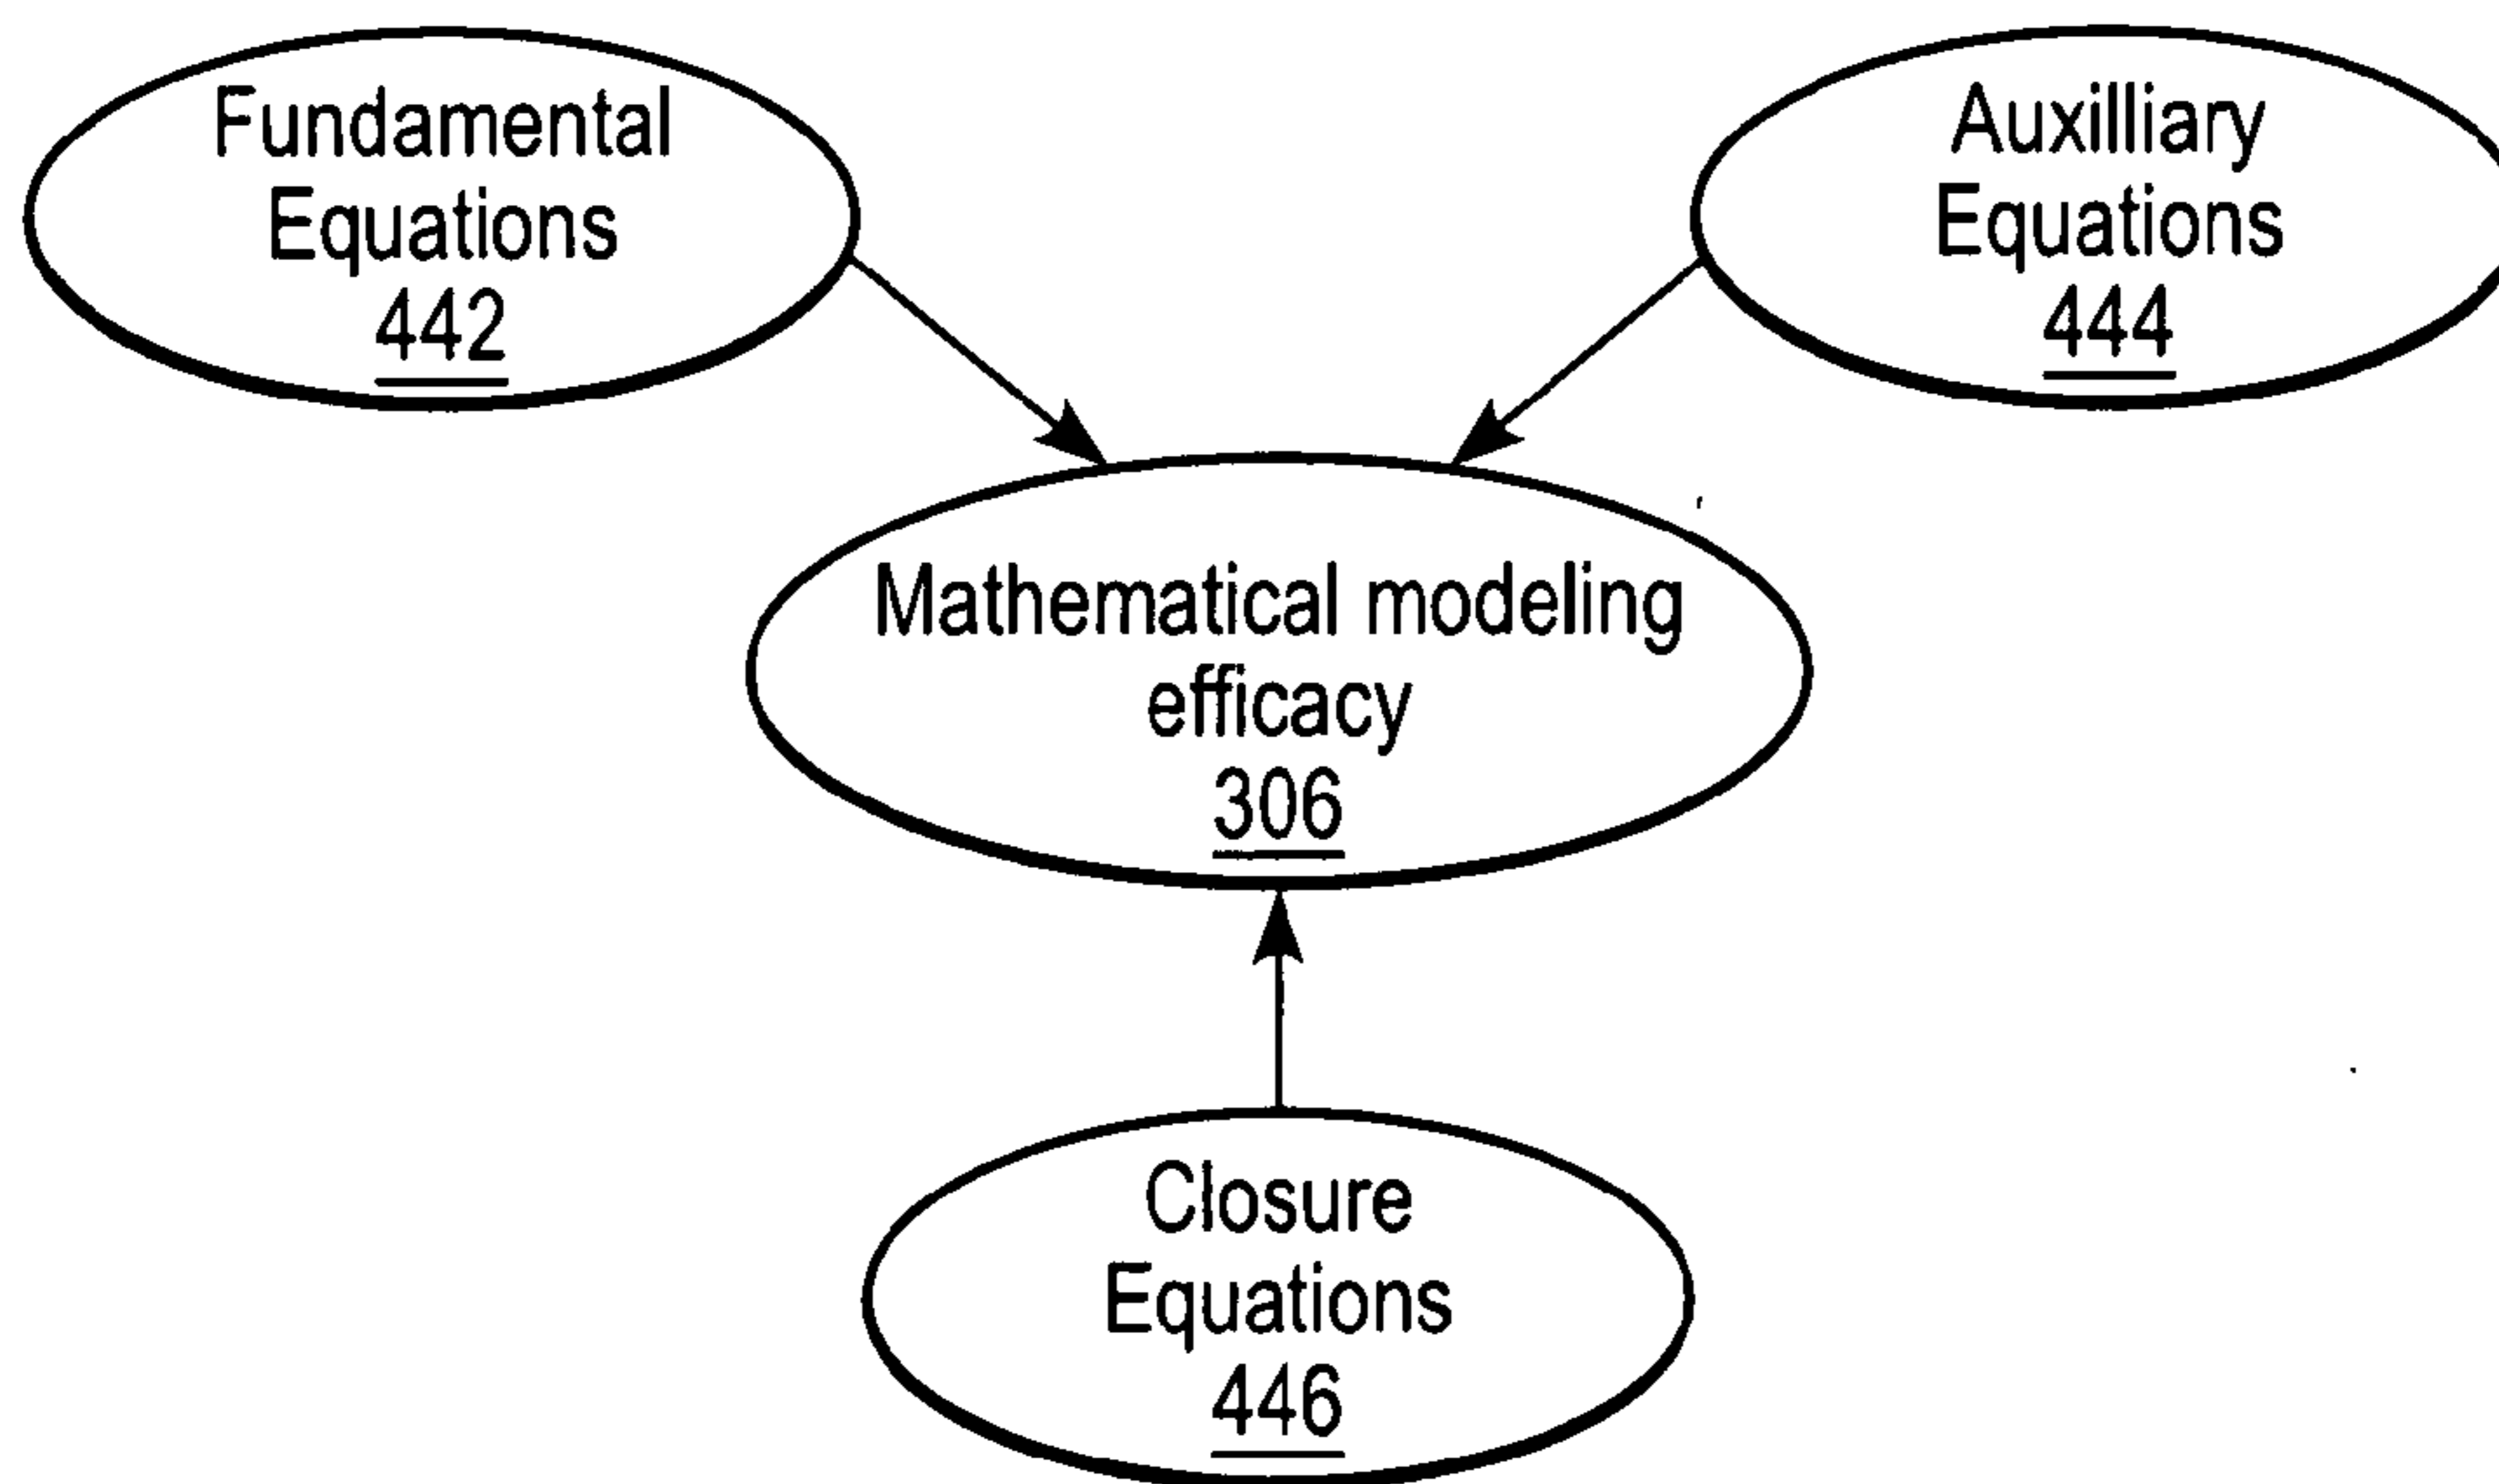 Fundamental
Equations
442
Auxilliary
Equations
444
Mathematical modeling
efficacy
306
Closure
Equations
446